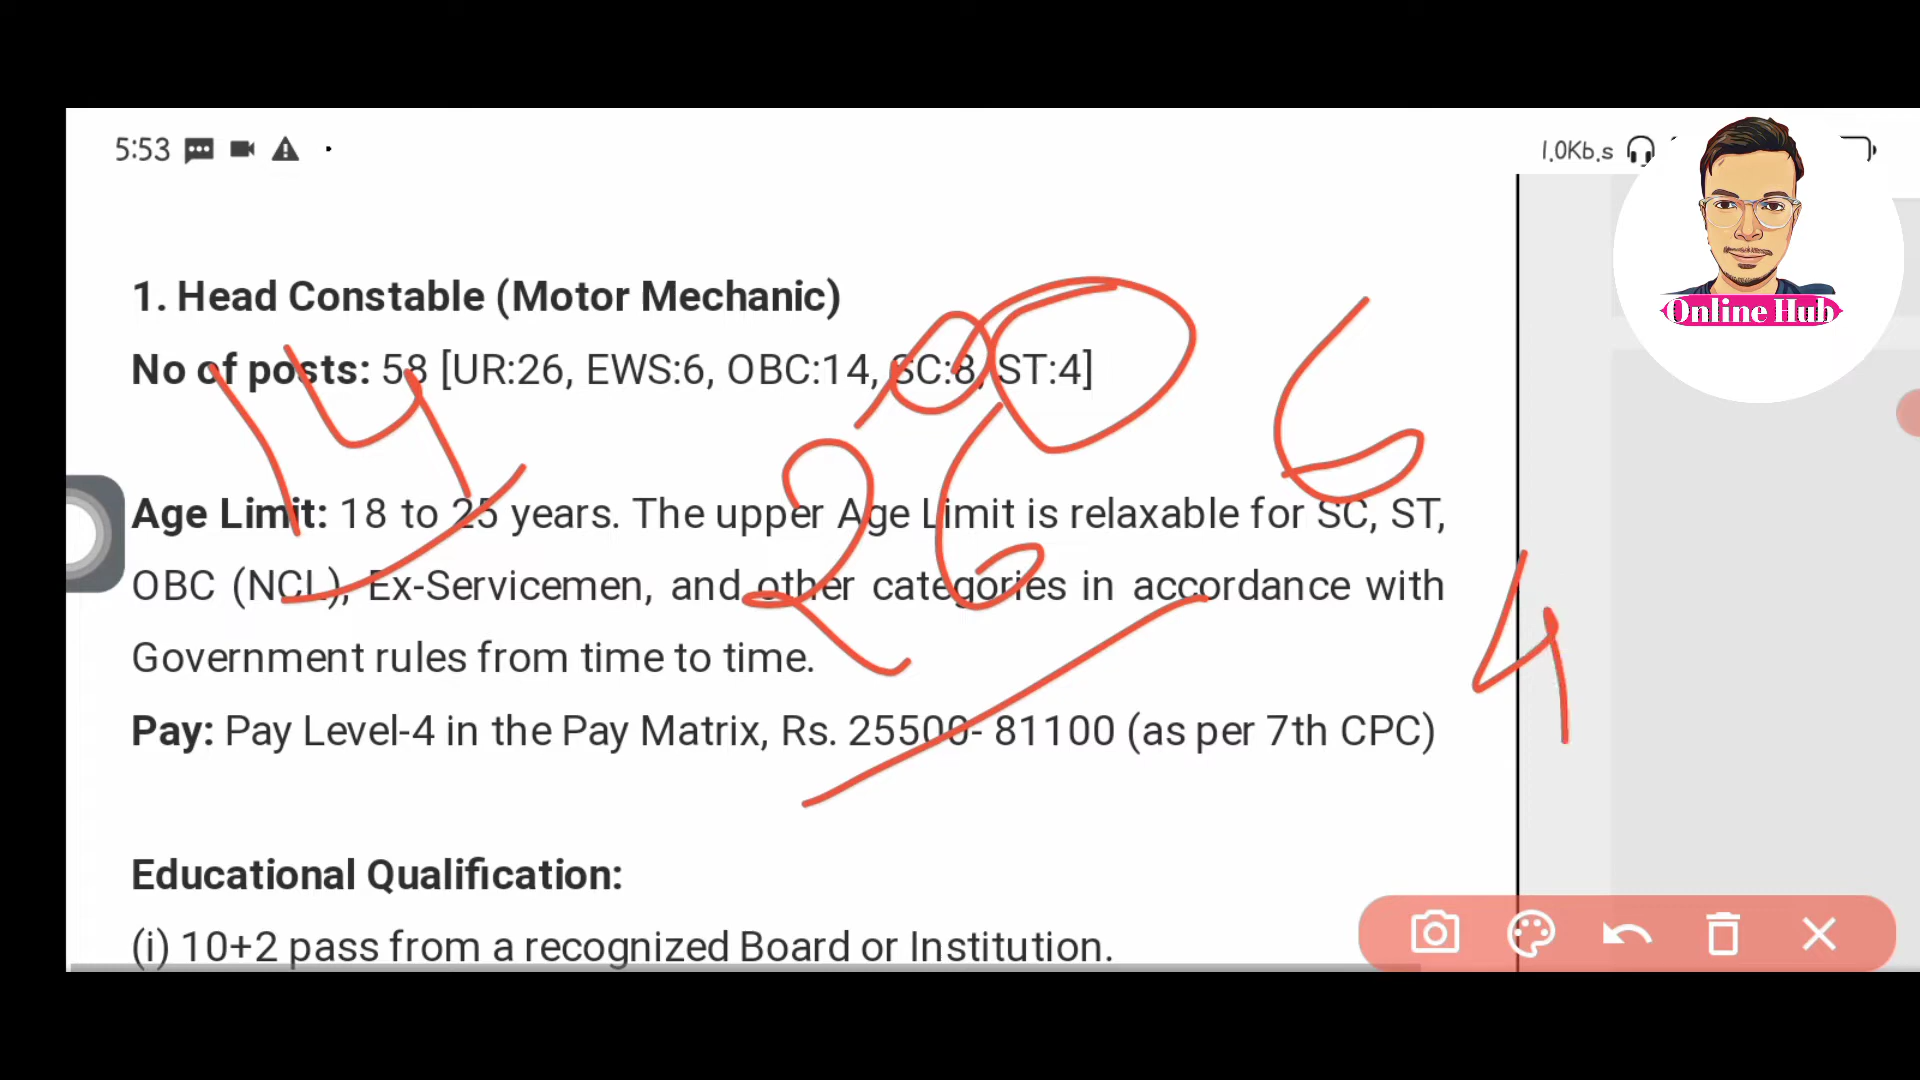 5:53
1.0Kb.s
Online Hub
1. Head Constable (Motor Mechanic)
No of posts: 58 [UR:26, EWS:6, OBC:14, SC:8, ST:4]
14
26
6
4
Age Limit: 18 to 25 years. The upper Age Limit is relaxable for SC, ST,
OBC (NCL), Ex-Servicemen, and other categories in accordance with
Government rules from time to time.
Pay: Pay Level-4 in the Pay Matrix, Rs. 25500- 81100 (as per 7th CPC)
Educational Qualification:
(i) 10+2 pass from a recognized Board or Institution.